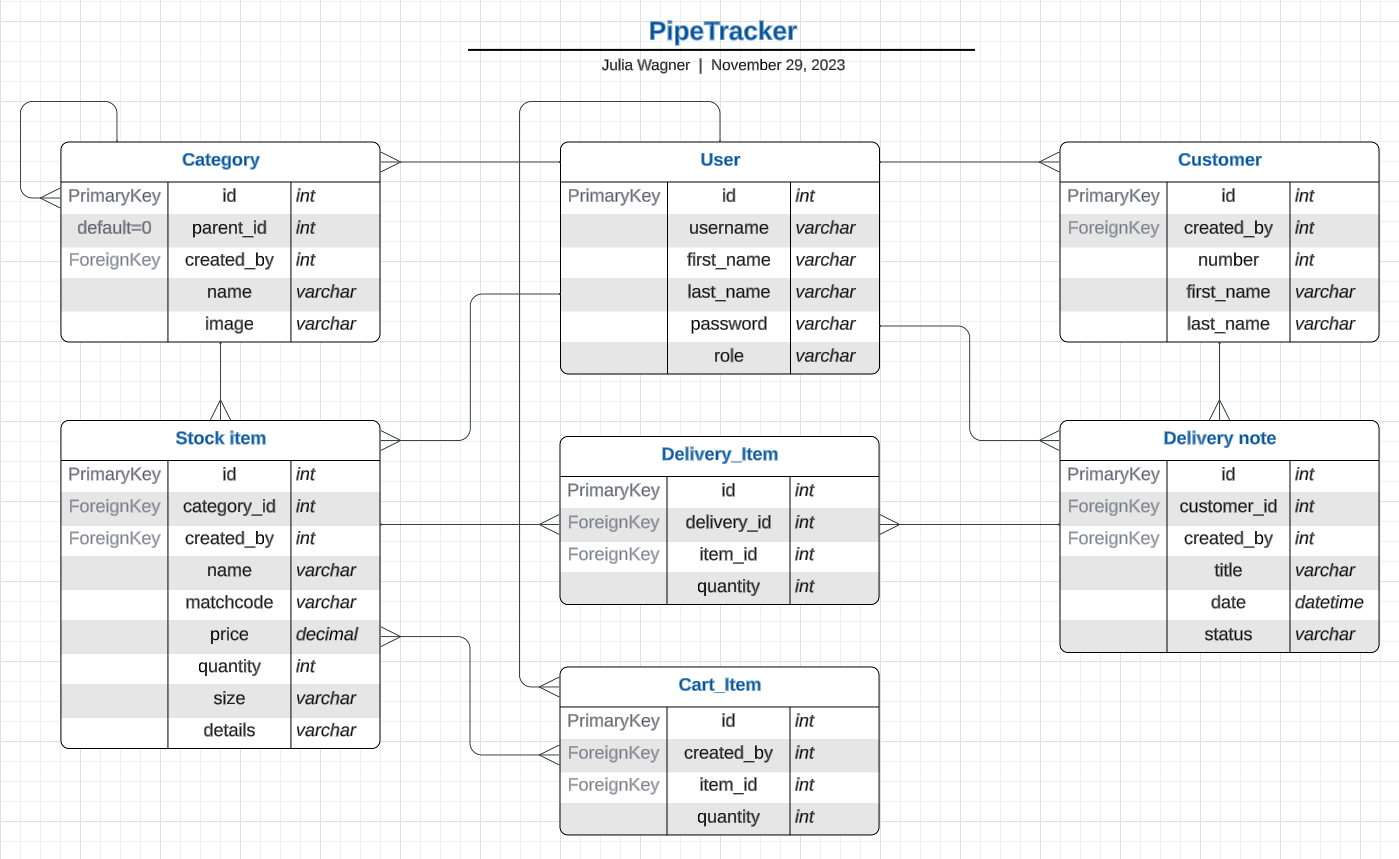 PipeTracker
Julia Wagner | November 29, 2023
Category
PrimaryKey id int
default=0 parent_id int
ForeignKey created_by int
name varchar
image varchar
User
PrimaryKey id int
username varchar
first_name varchar
last_name varchar
password varchar
role varchar
Customer
PrimaryKey id int
ForeignKey created_by int
number int
first_name varchar
last_name varchar
Stock item
PrimaryKey id int
ForeignKey category_id int
ForeignKey created_by int
name varchar
matchcode varchar
price decimal
quantity int
size varchar
details varchar
Delivery_Item
PrimaryKey id int
ForeignKey delivery_id int
ForeignKey item_id int
quantity int
Delivery note
PrimaryKey id int
ForeignKey customer_id int
ForeignKey created_by int
title varchar
date datetime
status varchar
Cart_Item
PrimaryKey id int
ForeignKey created_by int
ForeignKey item_id int
quantity int